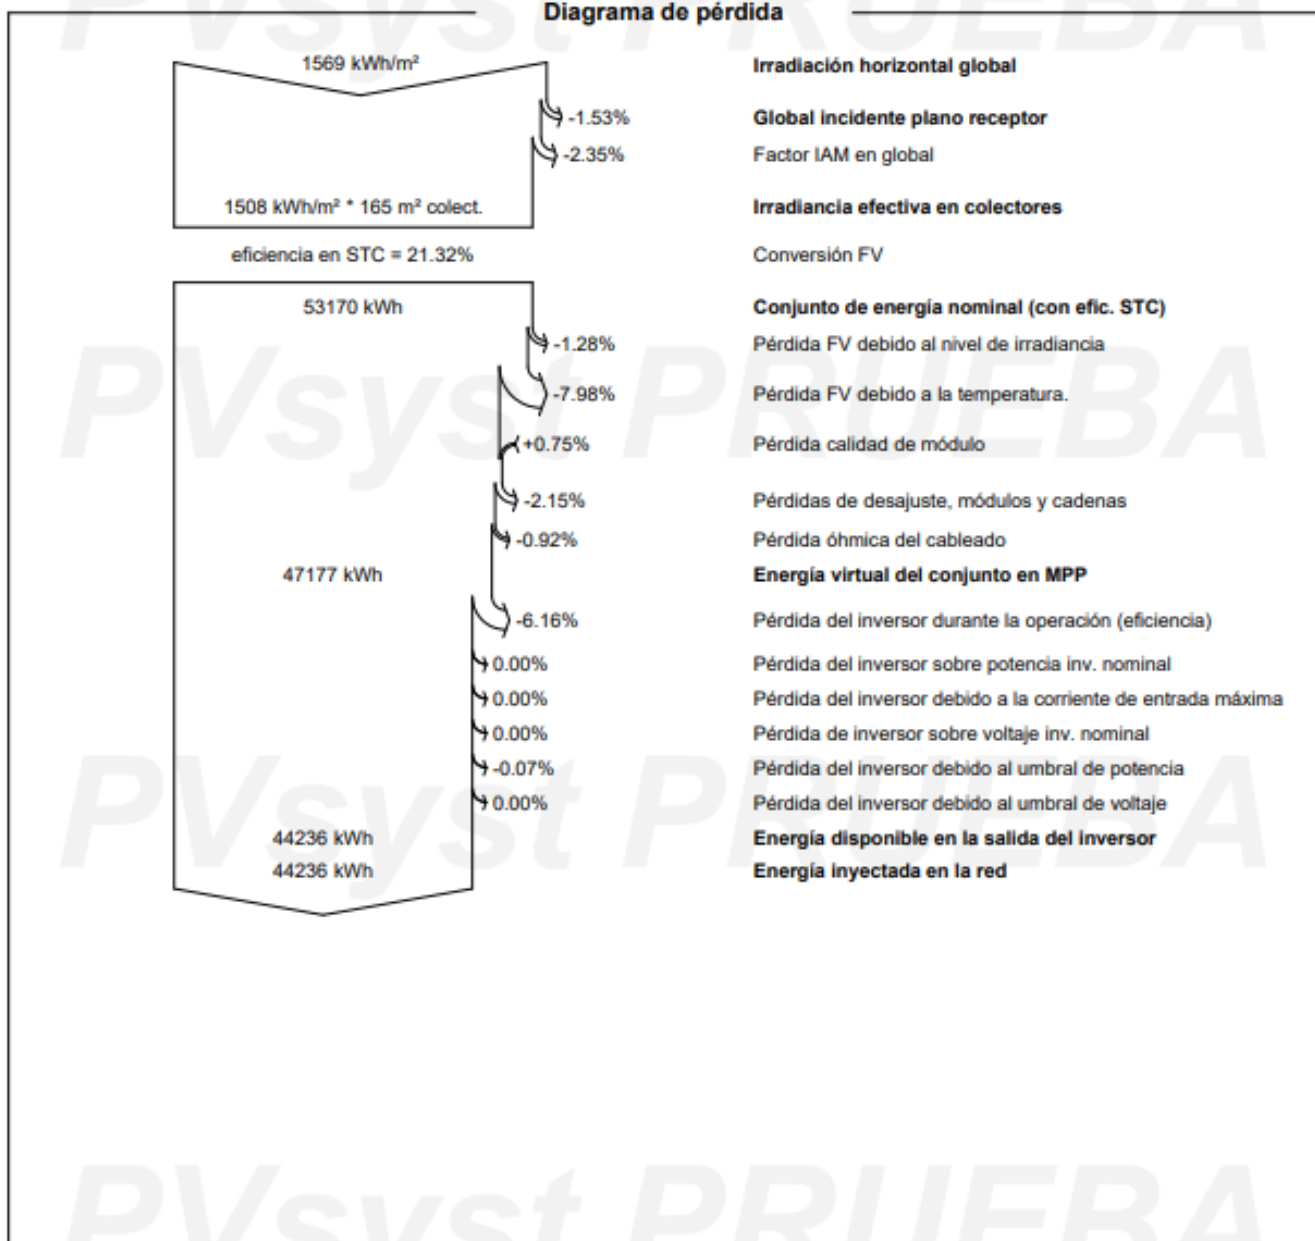 Diagrama de pérdida
PVsyst PRUEBA
1569 kWh/m² Irradiación horizontal global
-1.53% Global incidente plano receptor
-2.35% Factor IAM en global
1508 kWh/m² * 165 m² colect. Irradiancia efectiva en colectores
eficiencia en STC = 21.32% Conversión FV
53170 kWh Conjunto de energía nominal (con efic. STC)
-1.28% Pérdida FV debido al nivel de irradiancia
PVsyst PRUEBA
-7.98% Pérdida FV debido a la temperatura.
+0.75% Pérdida calidad de módulo
-2.15% Pérdidas de desajuste, módulos y cadenas
-0.92% Pérdida óhmica del cableado
47177 kWh Energía virtual del conjunto en MPP
-6.16% Pérdida del inversor durante la operación (eficiencia)
0.00% Pérdida del inversor sobre potencia inv. nominal
0.00% Pérdida del inversor debido a la corriente de entrada máxima
0.00% Pérdida de inversor sobre voltaje inv. nominal
-0.07% Pérdida del inversor debido al umbral de potencia
0.00% Pérdida del inversor debido al umbral de voltaje
PVsyst PRUEBA
44236 kWh Energía disponible en la salida del inversor
44236 kWh Energía inyectada en la red
PVsyst PRUEBA